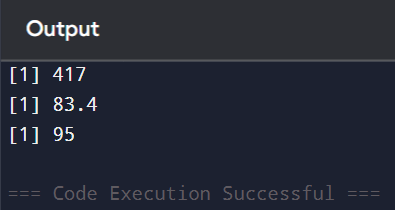 Output
[1] 417
[1] 83.4
[1] 95
=== Code Execution Successful ===